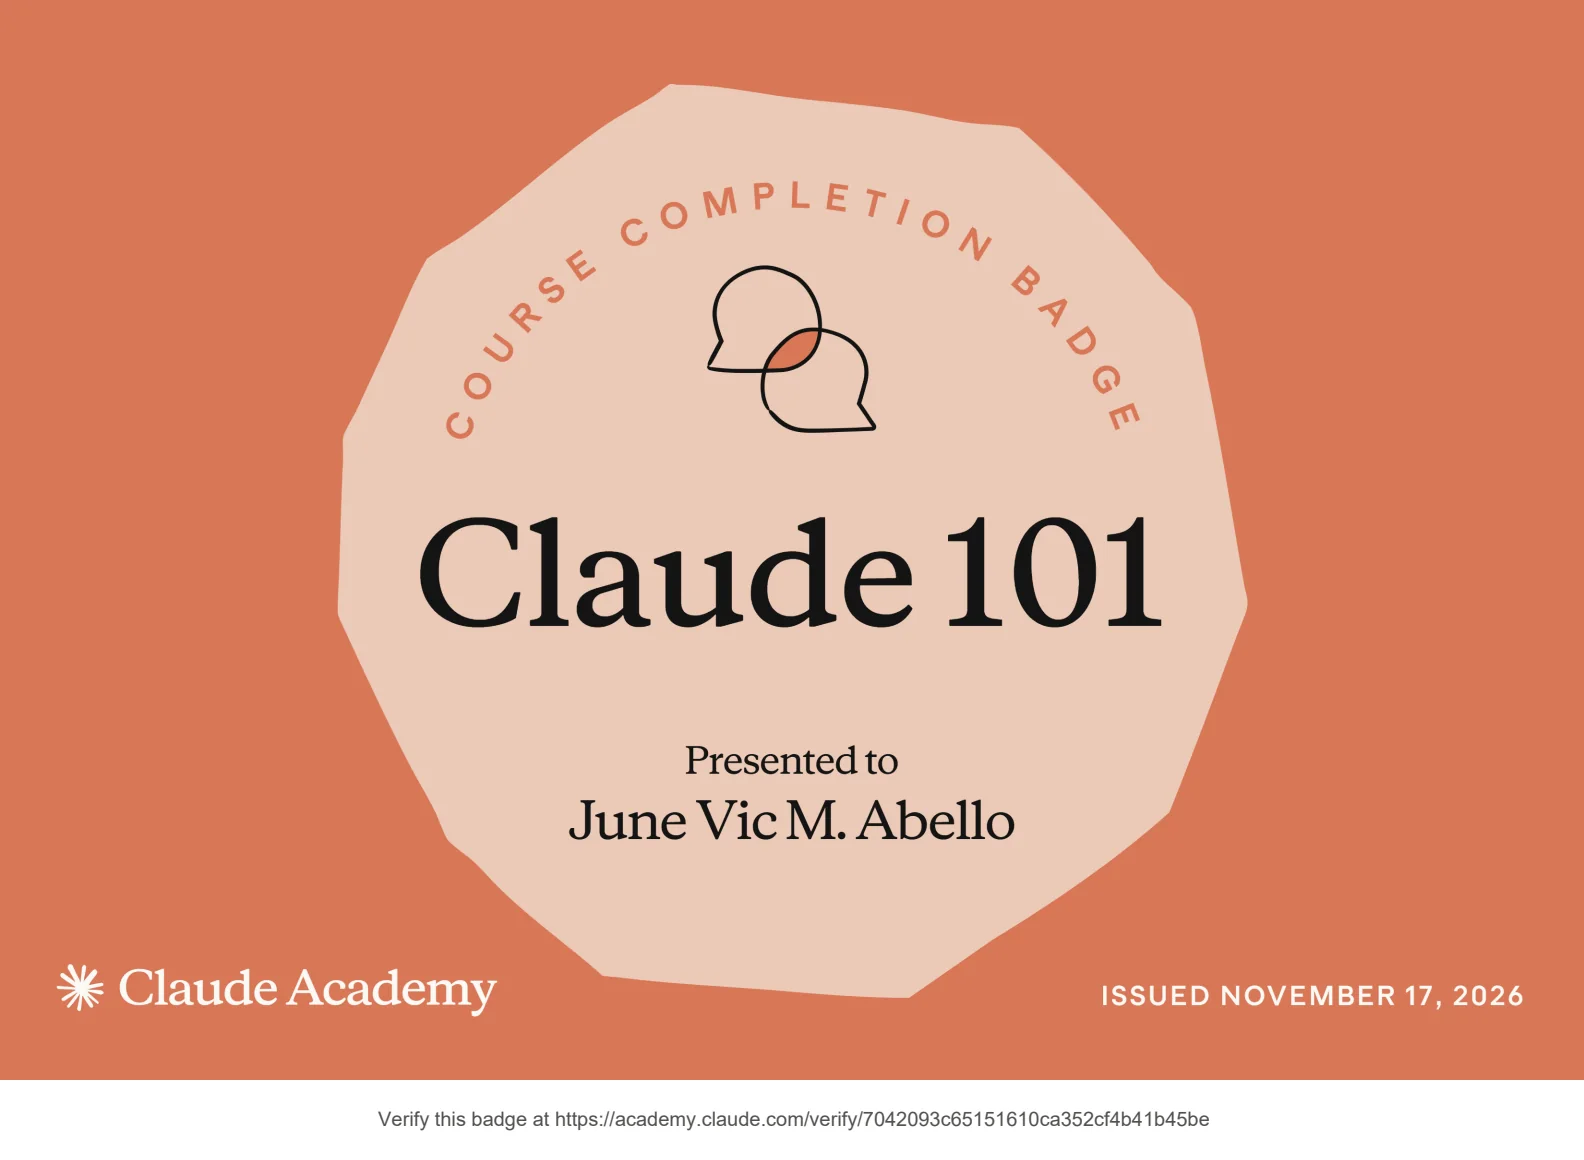 COURSE COMPLETION BADGE
Claude 101
Presented to
June Vic M. Abello
Claude Academy
ISSUED NOVEMBER 17, 2026
Verify this badge at https://academy.claude.com/verify/7042093c65151610ca352cf4b41b45be